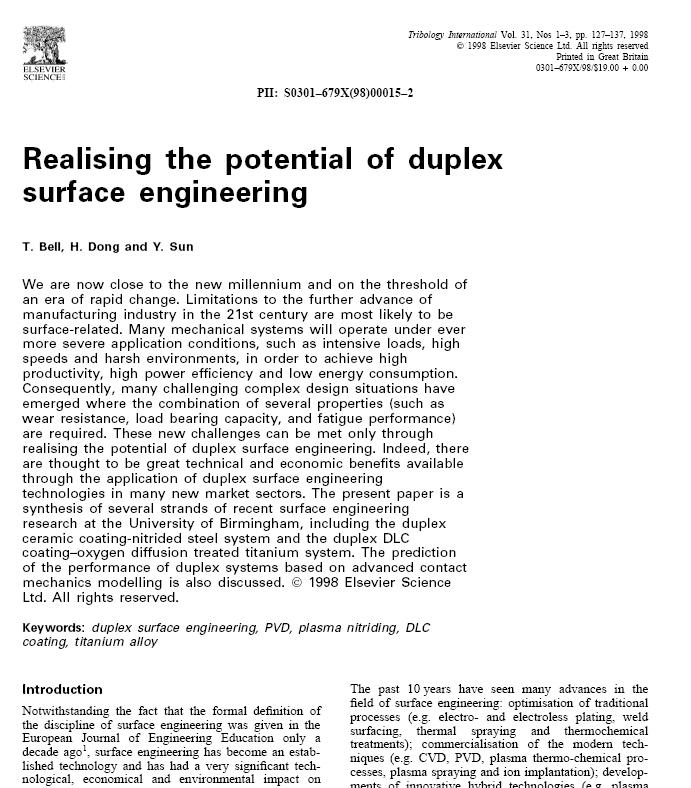 ELSEVIER
SCIENCE
Tribology International Vol. 31, Nos 1–3, pp. 127–137, 1998
© 1998 Elsevier Science Ltd. All rights reserved
Printed in Great Britain
0301–679X/98/$19.00 + 0.00
PII: S0301–679X(98)00015–2
Realising the potential of duplex
surface engineering
T. Bell, H. Dong and Y. Sun
We are now close to the new millennium and on the threshold of
an era of rapid change. Limitations to the further advance of
manufacturing industry in the 21st century are most likely to be
surface-related. Many mechanical systems will operate under ever
more severe application conditions, such as intensive loads, high
speeds and harsh environments, in order to achieve high
productivity, high power efficiency and low energy consumption.
Consequently, many challenging complex design situations have
emerged where the combination of several properties (such as
wear resistance, load bearing capacity, and fatigue performance)
are required. These new challenges can be met only through
realising the potential of duplex surface engineering. Indeed, there
are thought to be great technical and economic benefits available
through the application of duplex surface engineering
technologies in many new market sectors. The present paper is a
synthesis of several strands of recent surface engineering
research at the University of Birmingham, including the duplex
ceramic coating-nitrided steel system and the duplex DLC
coating–oxygen diffusion treated titanium system. The prediction
of the performance of duplex systems based on advanced contact
mechanics modelling is also discussed. © 1998 Elsevier Science
Ltd. All rights reserved.
Keywords: duplex surface engineering, PVD, plasma nitriding, DLC
coating, titanium alloy
Introduction
Notwithstanding the fact that the formal definition of
the discipline of surface engineering was given in the
European Journal of Engineering Education only a
decade ago1, surface engineering has become an estab-
lished technology and has had a very significant tech-
nological, economical and environmental impact on
The past 10 years have seen many advances in the
field of surface engineering: optimisation of traditional
processes (e.g. electro- and electroless plating, weld
surfacing, thermal spraying and thermochemical
treatments); commercialisation of the modern tech-
niques (e.g. CVD, PVD, plasma thermo-chemical pro-
cesses, plasma spraying and ion implantation); develop-
ments of innovative hybrid technologies (e.g. plasma